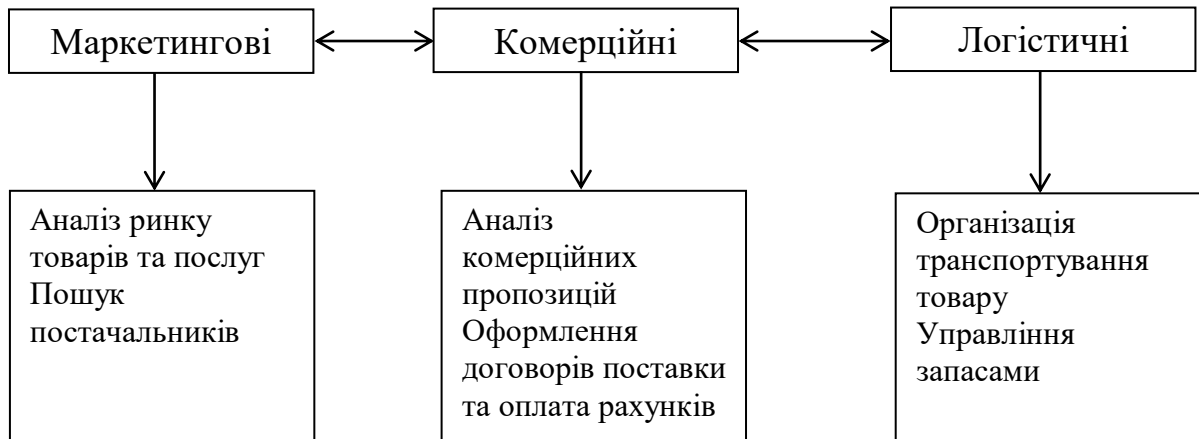 Маркетингові
Комерційні
Логістичні
Аналіз ринку
товарів та послуг
Пошук
постачальників
Аналіз
комерційних
пропозицій
Оформлення
договорів поставки
та оплата рахунків
Організація
транспортування
товару
Управління
запасами